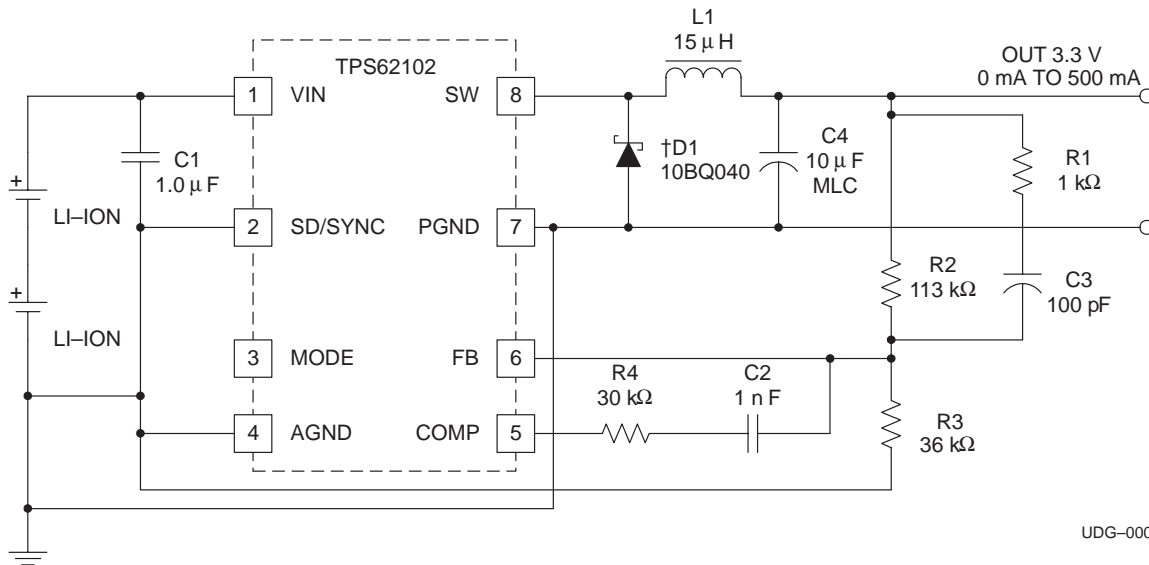 L1
15 μH
OUT 3.3 V
0 mA TO 500 mA
TPS62102
1 VIN SW 8
C1
1.0 μF
†D1
10BQ040
C4
10 μF
MLC
R1
1 kΩ
+
LI–ION
2 SD/SYNC PGND 7
R2
113 kΩ
C3
100 pF
+
LI–ION
3 MODE FB 6
R4
30 kΩ
C2
1 n F
4 AGND COMP 5
R3
36 kΩ
UDG–000